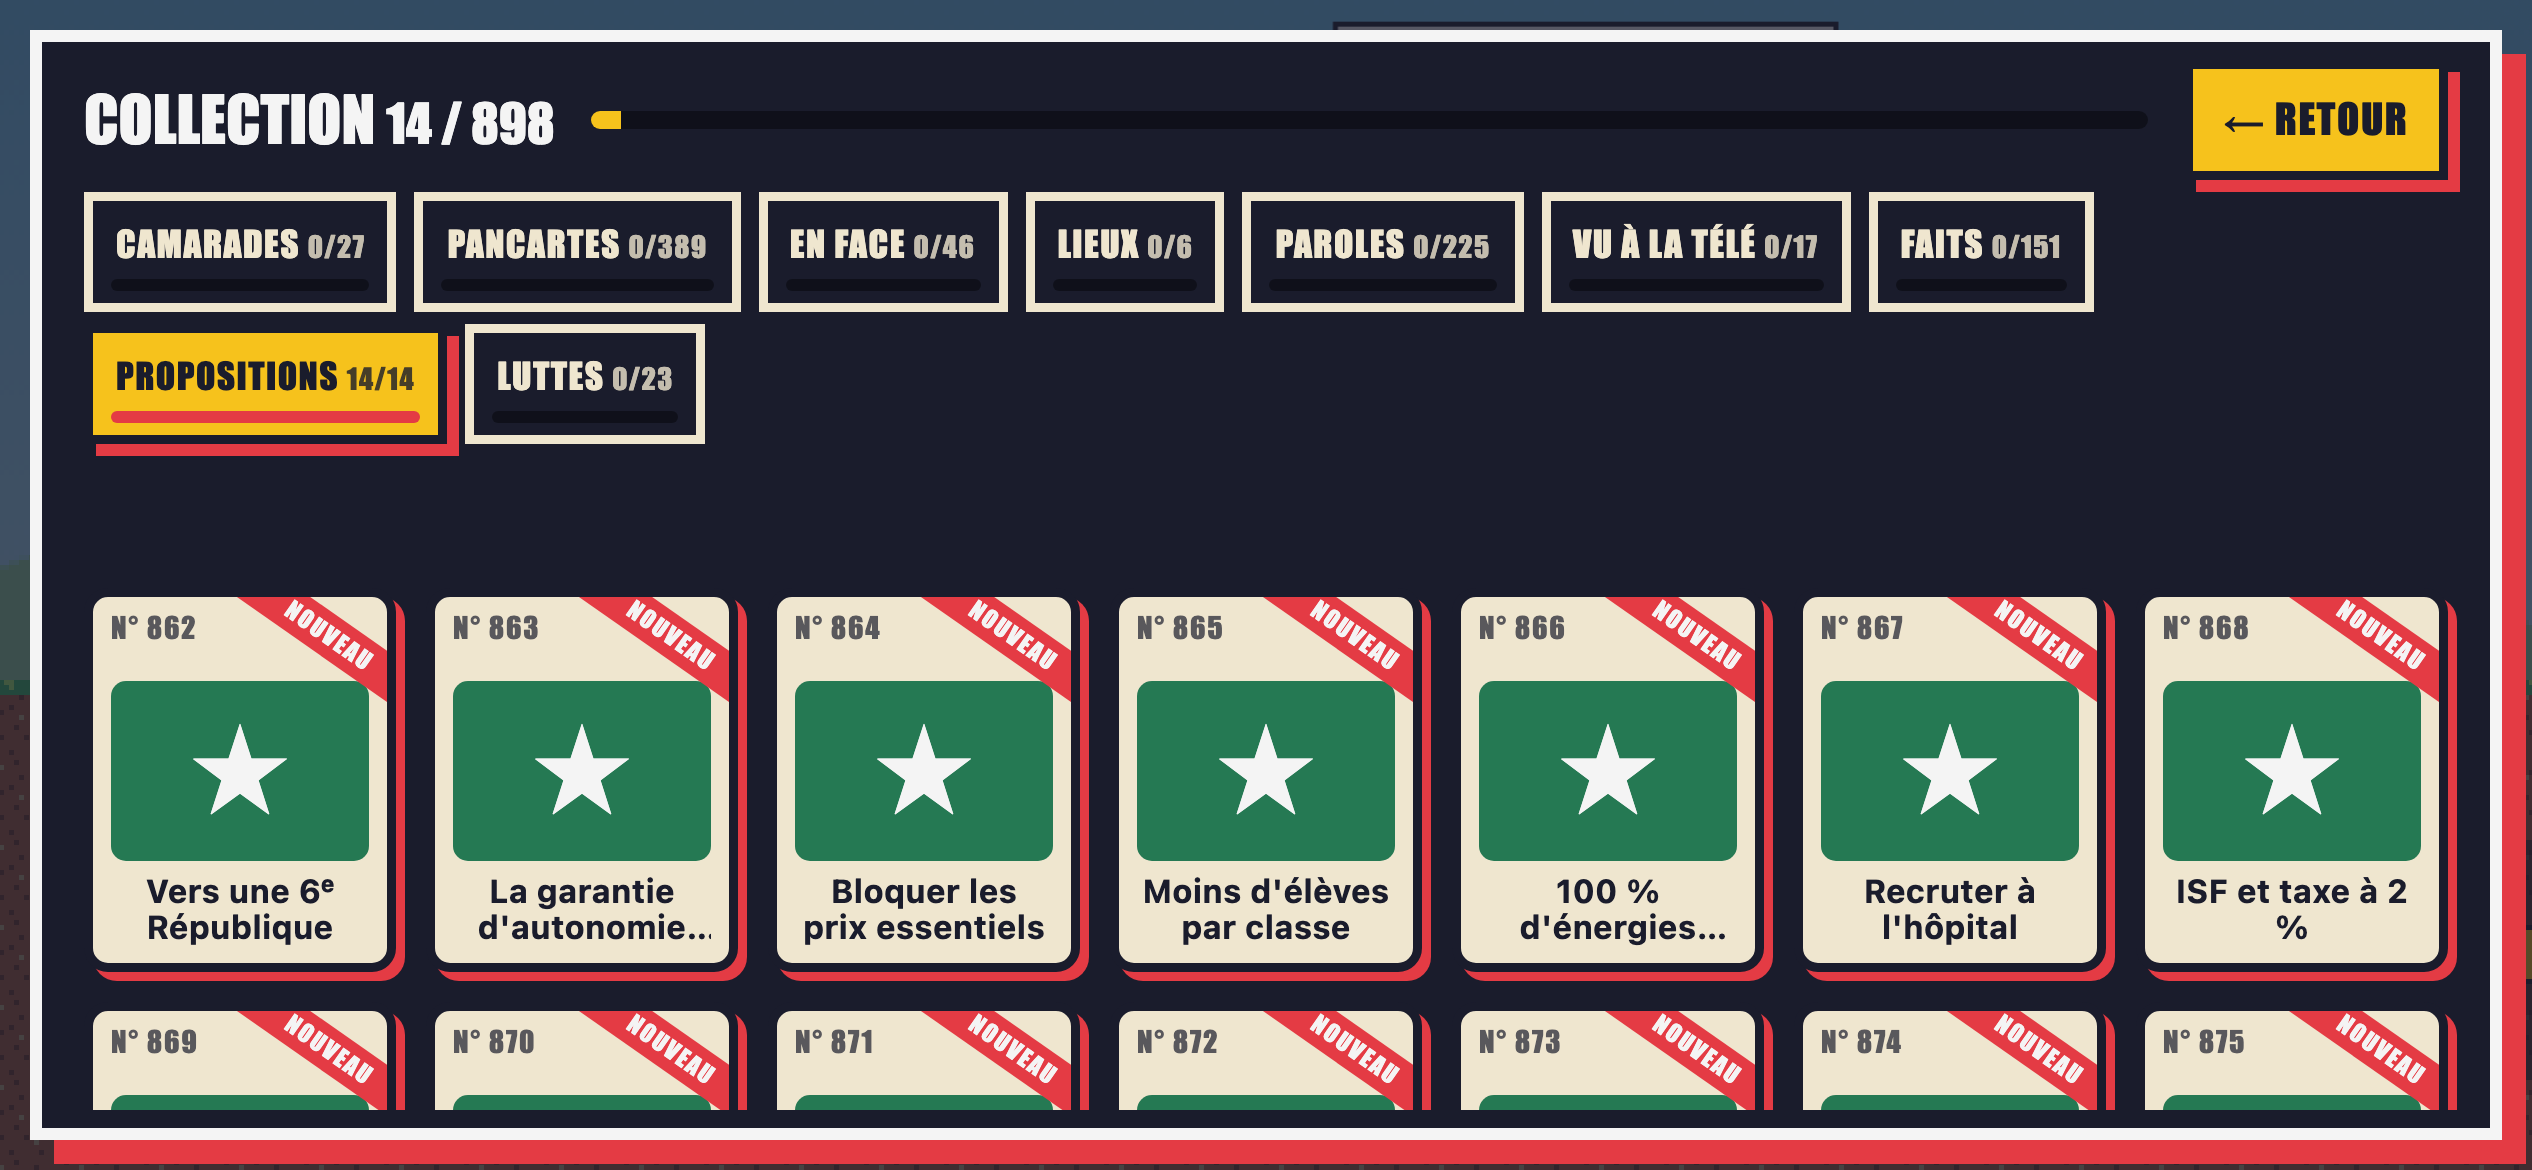 COLLECTION 14 / 898
← RETOUR
CAMARADES 0/27
PANCARTES 0/389
EN FACE 0/46
LIEUX 0/6
PAROLES 0/225
VU À LA TÉLÉ 0/17
FAITS 0/151
PROPOSITIONS 14/14
LUTTES 0/23
N° 862
NOUVEAU
Vers une 6ᵉ
République
N° 863
NOUVEAU
La garantie
d'autonomie...
N° 864
NOUVEAU
Bloquer les
prix essentiels
N° 865
NOUVEAU
Moins d'élèves
par classe
N° 866
NOUVEAU
100 %
d'énergies...
N° 867
NOUVEAU
Recruter à
l'hôpital
N° 868
NOUVEAU
ISF et taxe à 2
%
N° 869
NOUVEAU
N° 870
NOUVEAU
N° 871
NOUVEAU
N° 872
NOUVEAU
N° 873
NOUVEAU
N° 874
NOUVEAU
N° 875
NOUVEAU